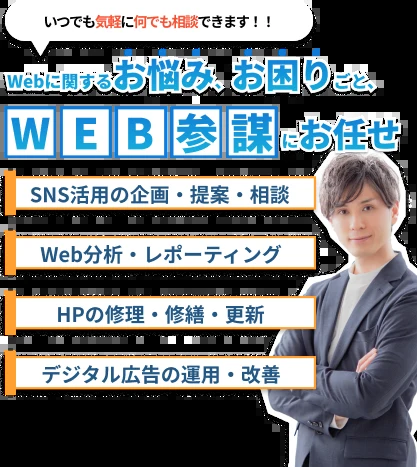 いつでも気軽に何でも相談できます！！
Webに関するお悩み、お困りごと、
WEB参謀にお任せ
SNS活用の企画・提案・相談
Web分析・レポーティング
HPの修理・修繕・更新
デジタル広告の運用・改善